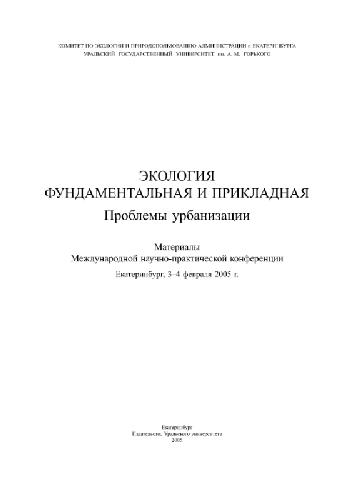 КОМИТЕТ ПО ЭКОЛОГИИ И ПРИРОДОПОЛЬЗОВАНИЮ АДМИНИСТРАЦИИ г. ЕКАТЕРИНБУРГА
УРАЛЬСКИЙ ГОСУДАРСТВЕННЫЙ УНИВЕРСИТЕТ им. А. М. ГОРЬКОГО
ЭКОЛОГИЯ
ФУНДАМЕНТАЛЬНАЯ И ПРИКЛАДНАЯ
Проблемы урбанизации
Материалы
Международной научно-практической конференции
Екатеринбург, 3–4 февраля 2005 г.
Екатеринбург
Издательство Уральского университета
2005